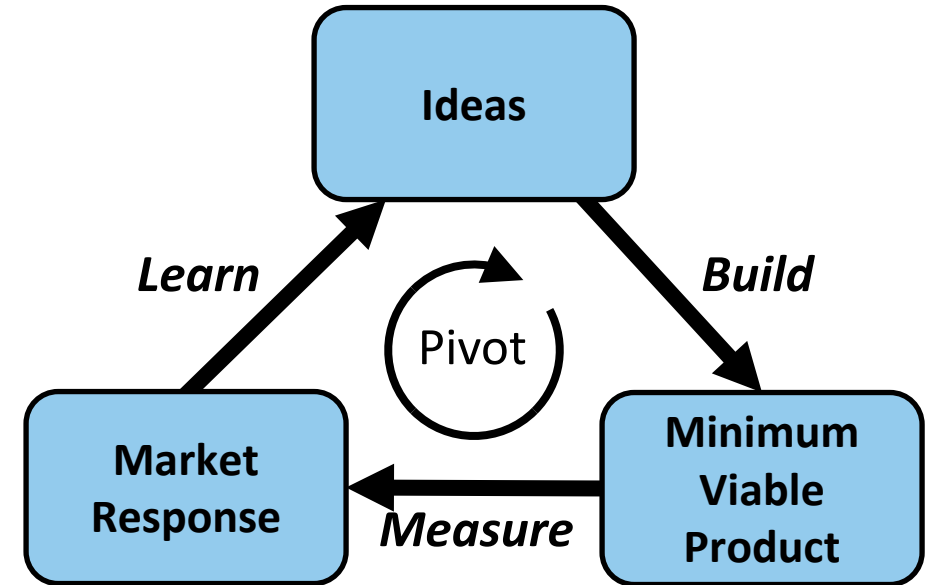 Ideas
Learn
Build
Pivot
Market
Response
Measure
Minimum
Viable
Product